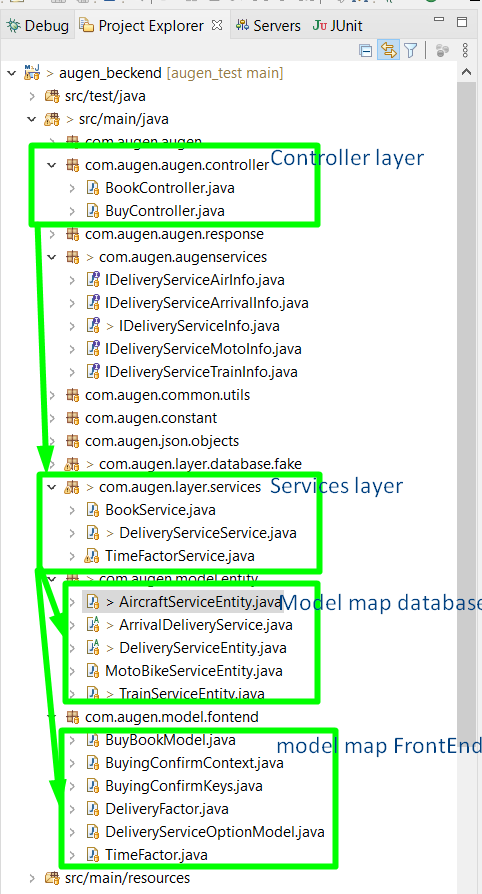 Debug Project Explorer Servers JUnit
> augen_beckend [augen_test main]
src/test/java
> src/main/java
com.augen.augen
com.augen.augen.controller Controller layer
BookController.java
BuyController.java
com.augen.augen.response
> com.augen.augenservices
IDeliveryServiceAirInfo.java
IDeliveryServiceArrivalInfo.java
> IDeliveryServiceInfo.java
IDeliveryServiceMotoInfo.java
IDeliveryServiceTrainInfo.java
com.augen.common.utils
com.augen.constant
com.augen.json.objects
> com.augen.layer.database.fake
> com.augen.layer.services Services layer
BookService.java
> DeliveryServiceService.java
TimeFactorService.java
> com.augen.model.entity
> AircraftServiceEntity.java Model map database
> ArrivalDeliveryService.java
> DeliveryServiceEntity.java
MotoBikeServiceEntity.java
> TrainServiceEntity.java
com.augen.model.fontend
BuyBookModel.java model map FrontEnd
BuyingConfirmContext.java
BuyingConfirmKeys.java
DeliveryFactor.java
DeliveryServiceOptionModel.java
TimeFactor.java
src/main/resources